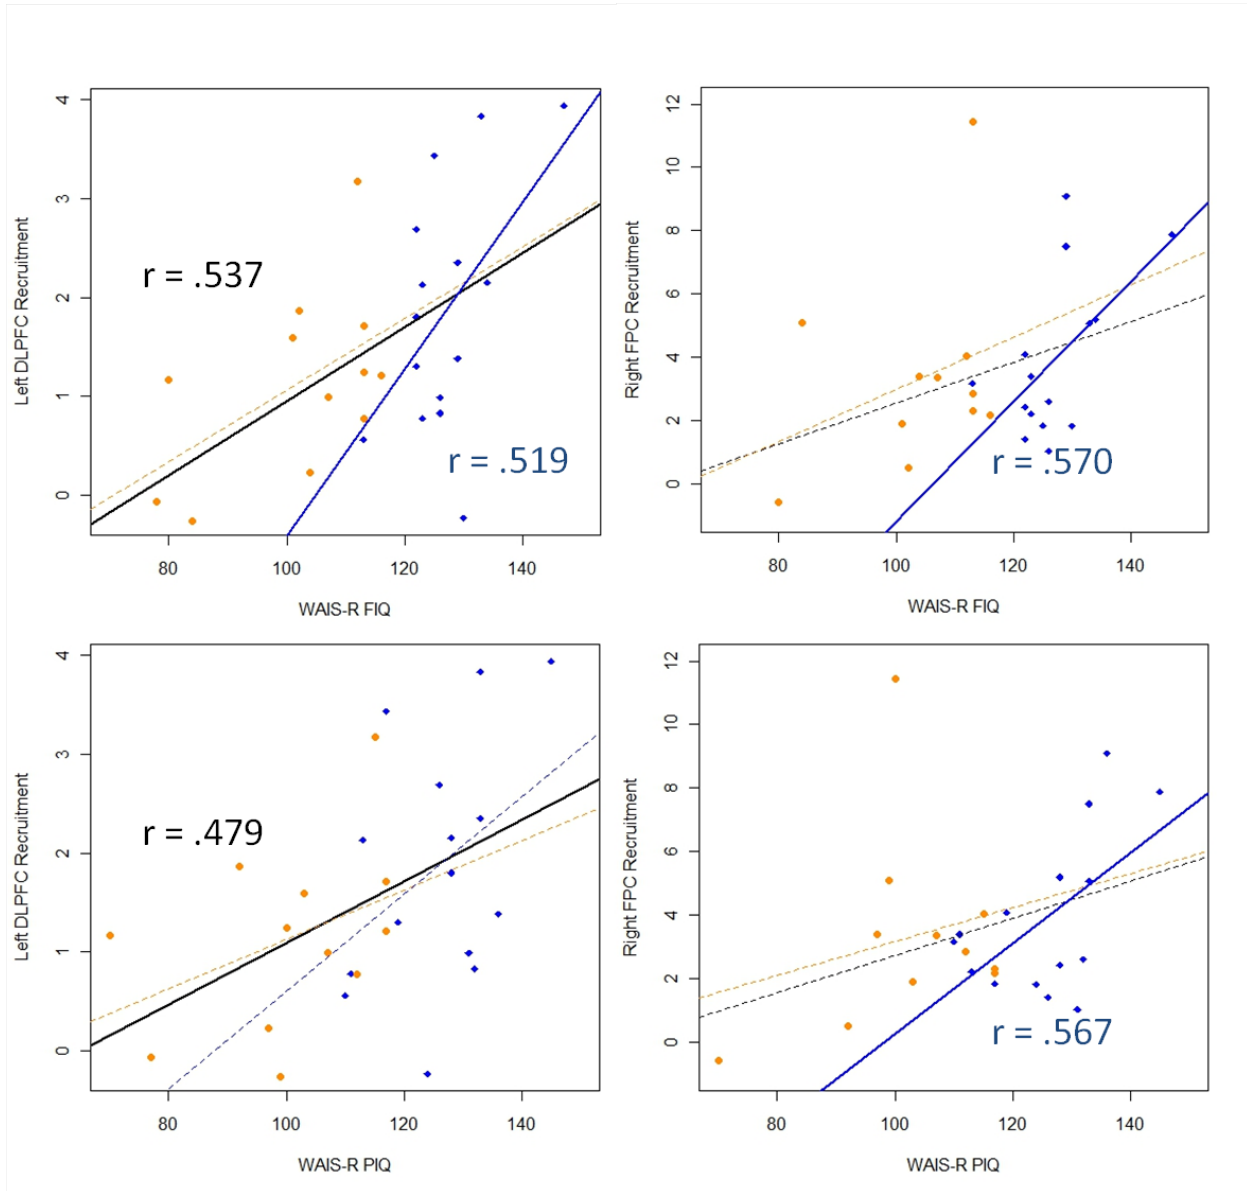 4
3
2
1
0
Left DLPFC Recruitment
r = .537
r = .519
80 100 120 140
WAIS-R FIQ
12
10
8
6
4
2
0
Right FPC Recruitment
r = .570
80 100 120 140
WAIS-R FIQ
4
3
2
1
0
Left DLPFC Recruitment
r = .479
80 100 120 140
WAIS-R PIQ
12
10
8
6
4
2
0
Right FPC Recruitment
r = .567
80 100 120 140
WAIS-R PIQ